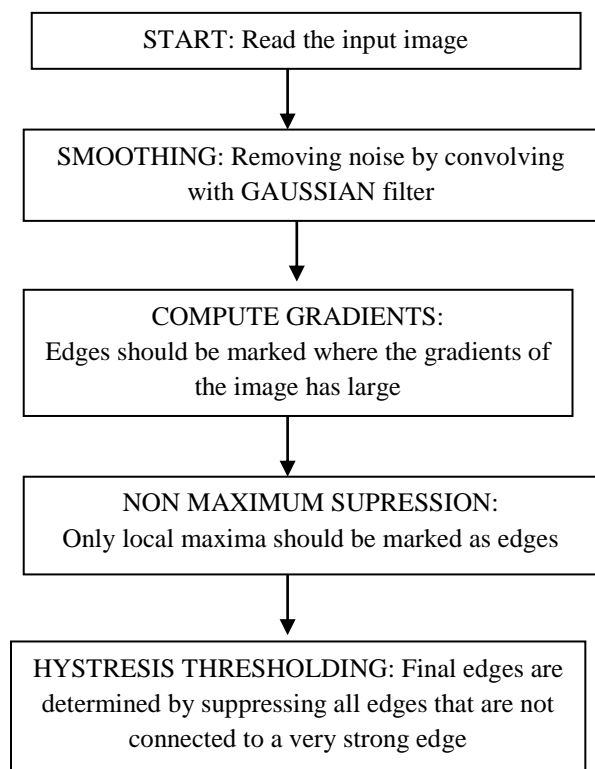 START: Read the input image
SMOOTHING: Removing noise by convolving
with GAUSSIAN filter
COMPUTE GRADIENTS:
Edges should be marked where the gradients of
the image has large
NON MAXIMUM SUPRESSION:
Only local maxima should be marked as edges
HYSTRESIS THRESHOLDING: Final edges are
determined by suppressing all edges that are not
connected to a very strong edge